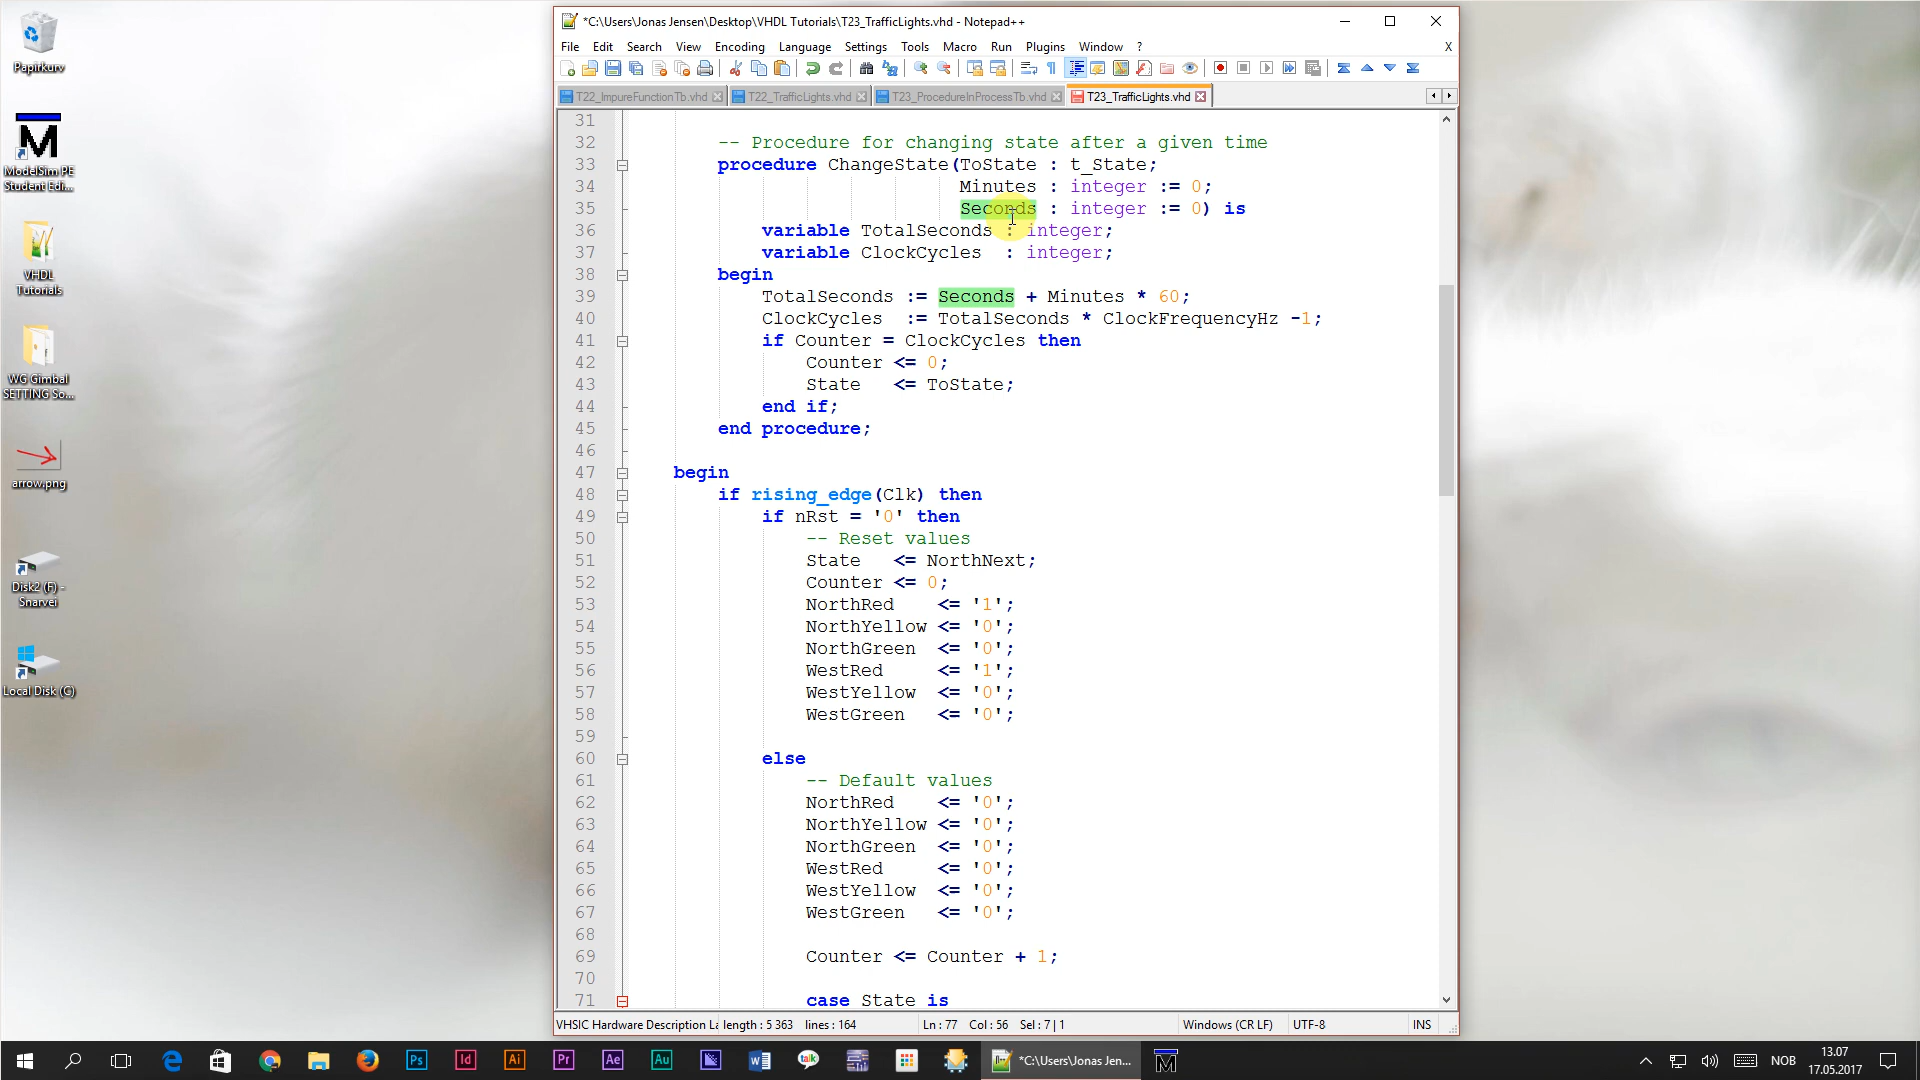 Papirkurv
ModelSim PE
Student Edi...
VHDL
Tutorials
WG Gimbal
SETTING So...
arrow.png
Disk2 (F) -
Snarvei
Local Disk (C)
*C:\Users\Jonas Jensen\Desktop\VHDL Tutorials\T23_TrafficLights.vhd - Notepad++
File Edit Search View Encoding Language Settings Tools Macro Run Plugins Window ? X
T22_ImpureFunctionTb.vhd T22_TrafficLights.vhd T23_ProcedureInProcessTb.vhd T23_TrafficLights.vhd
31
32 -- Procedure for changing state after a given time
33 procedure ChangeState(ToState : t_State;
34 Minutes : integer := 0;
35 Seconds : integer := 0) is
36 variable TotalSeconds : integer;
37 variable ClockCycles : integer;
38 begin
39 TotalSeconds := Seconds + Minutes * 60;
40 ClockCycles := TotalSeconds * ClockFrequencyHz -1;
41 if Counter = ClockCycles then
42 Counter <= 0;
43 State <= ToState;
44 end if;
45 end procedure;
46
47 begin
48 if rising_edge(Clk) then
49 if nRst = '0' then
50 -- Reset values
51 State <= NorthNext;
52 Counter <= 0;
53 NorthRed <= '1';
54 NorthYellow <= '0';
55 NorthGreen <= '0';
56 WestRed <= '1';
57 WestYellow <= '0';
58 WestGreen <= '0';
59
60 else
61 -- Default values
62 NorthRed <= '0';
63 NorthYellow <= '0';
64 NorthGreen <= '0';
65 WestRed <= '0';
66 WestYellow <= '0';
67 WestGreen <= '0';
68
69 Counter <= Counter + 1;
70
71 case State is
VHSIC Hardware Description La length : 5 363 lines : 164 Ln : 77 Col : 56 Sel : 7 | 1 Windows (CR LF) UTF-8 INS
*C:\Users\Jonas Jen... NOB 13.07
17.05.2017